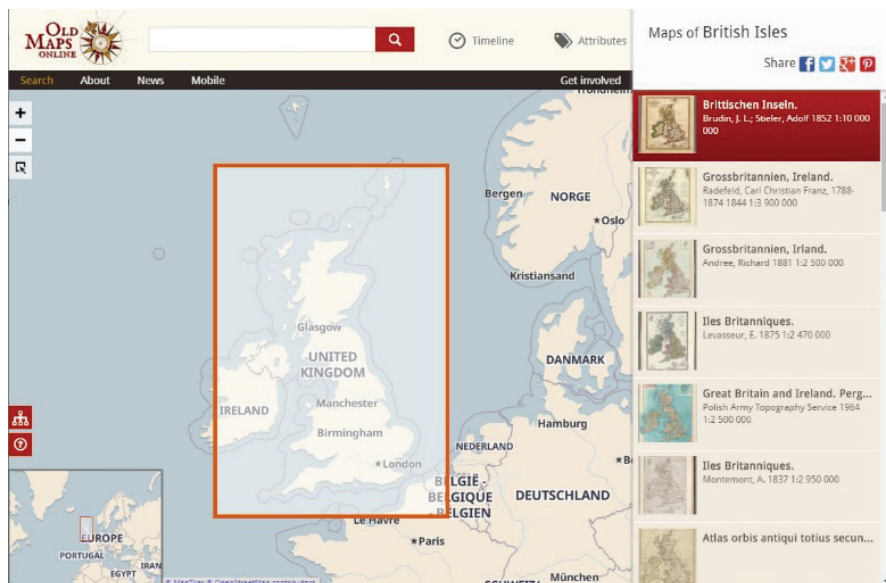 OLD
MAPS
ONLINE
Timeline
Attributes
Search
About
News
Mobile
Get involved
Maps of British Isles
Share
+
−
Trondheim
Bergen
NORGE
Oslo
Kristiansand
Glasgow
UNITED
KINGDOM
IRELAND
Manchester
Birmingham
London
DANMARK
Hamburg
NEDERLAND
BELGIË -
BELGIQUE
- BELGIEN
DEUTSCHLAND
Le Havre
Paris
München
EUROPE
PORTUGAL
IRAN
EGYPT
© MapTiler © OpenStreetMap contributors
Brittischen Inseln.
Brudin, J. L.; Stieler, Adolf 1852 1:10 000
000
Grossbritannien, Ireland.
Radefeld, Carl Christian Franz, 1788-
1874 1844 1:3 900 000
Grossbritannien, Irland.
Andree, Richard 1881 1:2 500 000
Iles Britanniques.
Levasseur, E. 1875 1:2 470 000
Great Britain and Ireland. Perg...
Polish Army Topography Service 1964
1:2 500 000
Iles Britanniques.
Montemont, A. 1837 1:2 950 000
Atlas orbis antiqui totius secun...